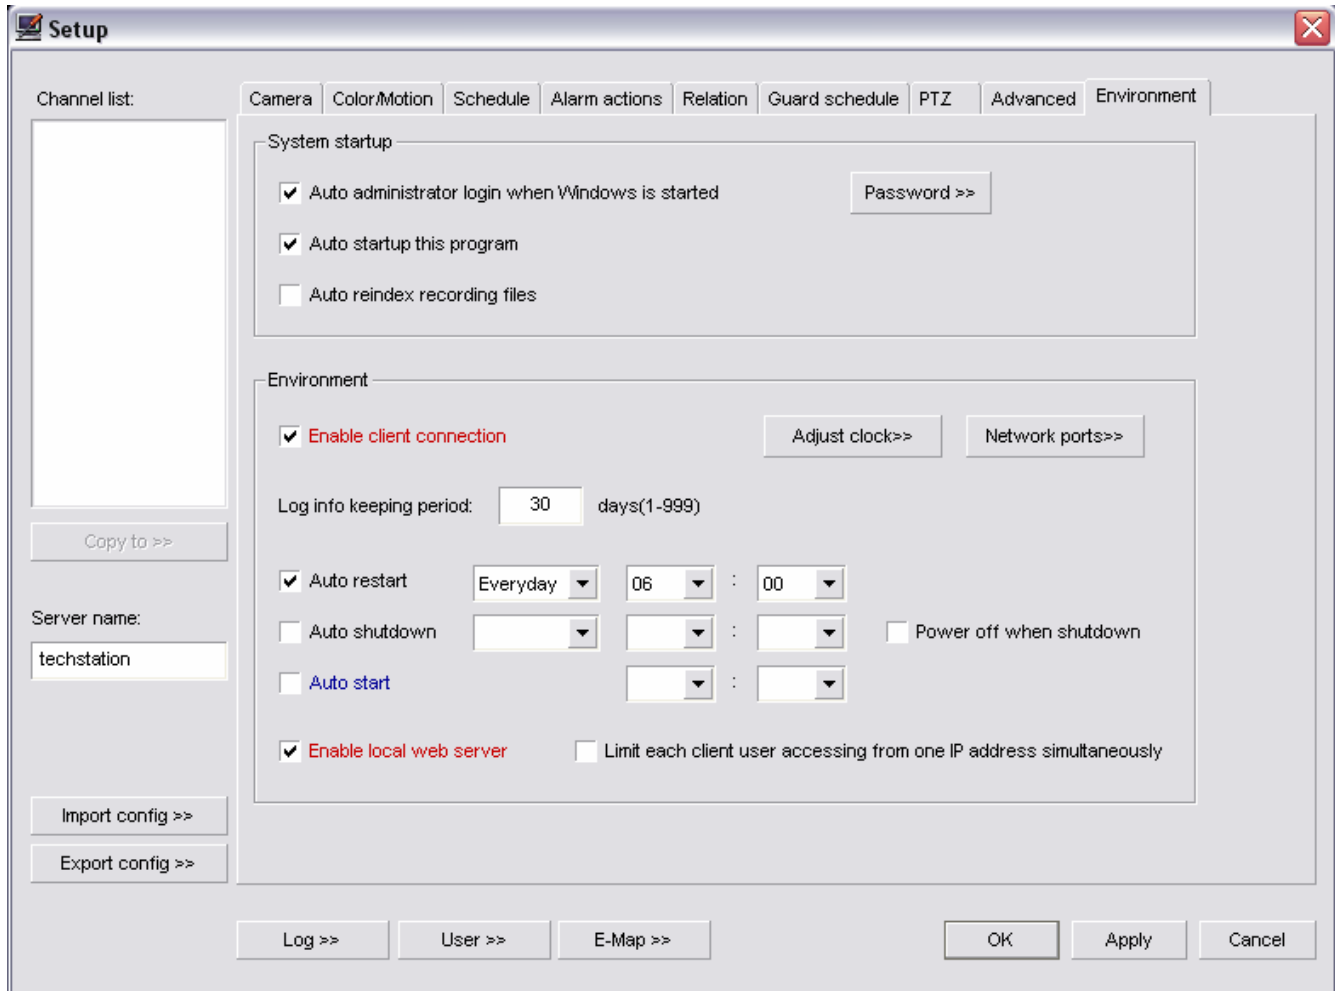 Setup
Channel list:
Camera Color/Motion Schedule Alarm actions Relation Guard schedule PTZ Advanced Environment
System startup
Auto administrator login when Windows is started Password >>
Auto startup this program
Auto reindex recording files
Environment
Enable client connection Adjust clock>> Network ports>>
Log info keeping period: 30 days(1-999)
Copy to >>
Auto restart Everyday 06 : 00
Server name:
Auto shutdown : Power off when shutdown
techstation
Auto start :
Enable local web server Limit each client user accessing from one IP address simultaneously
Import config >>
Export config >>
Log >> User >> E-Map >> OK Apply Cancel